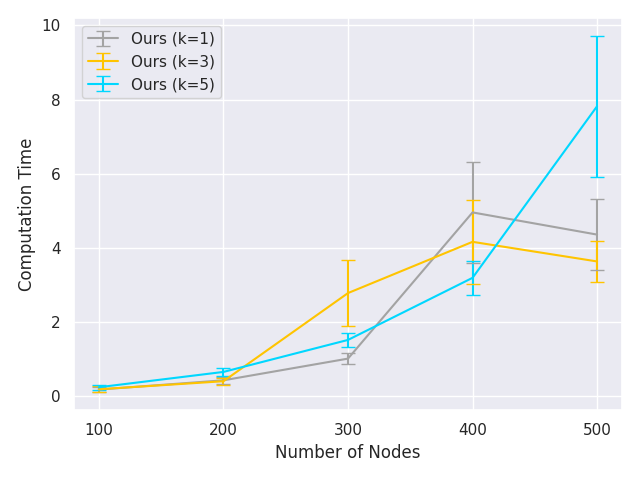 Ours (k=1)
Ours (k=3)
Ours (k=5)
10
8
6
4
2
0
Computation Time
100 200 300 400 500
Number of Nodes